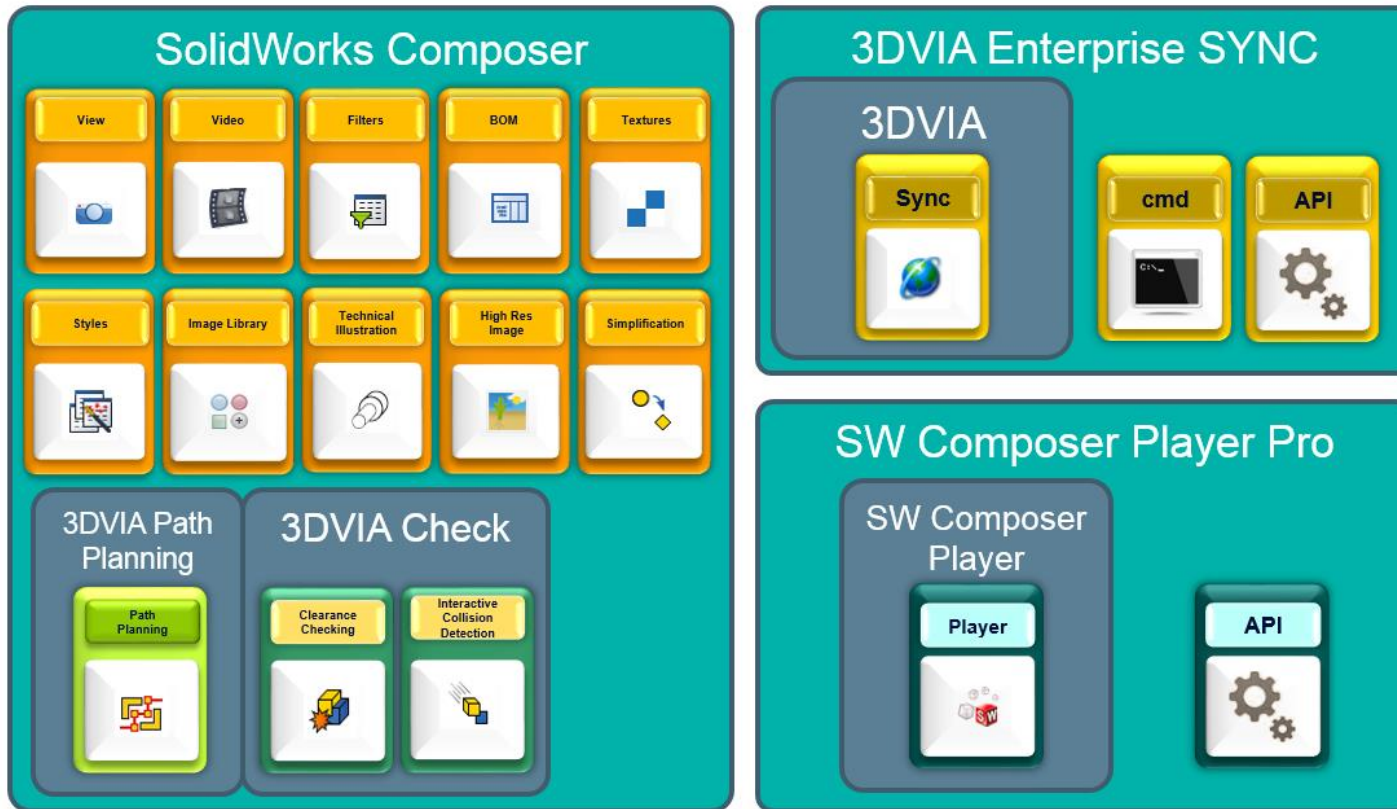 SolidWorks Composer
View
Video
Filters
BOM
Textures
Styles
Image Library
Technical
Illustration
High Res
Image
Simplification
3DVIA Path
Planning
Path
Planning
3DVIA Check
Clearance
Checking
Interactive
Collision
Detection
3DVIA Enterprise SYNC
3DVIA
Sync
cmd
C:\_
API
SW Composer Player Pro
SW Composer
Player
Player
SW
API